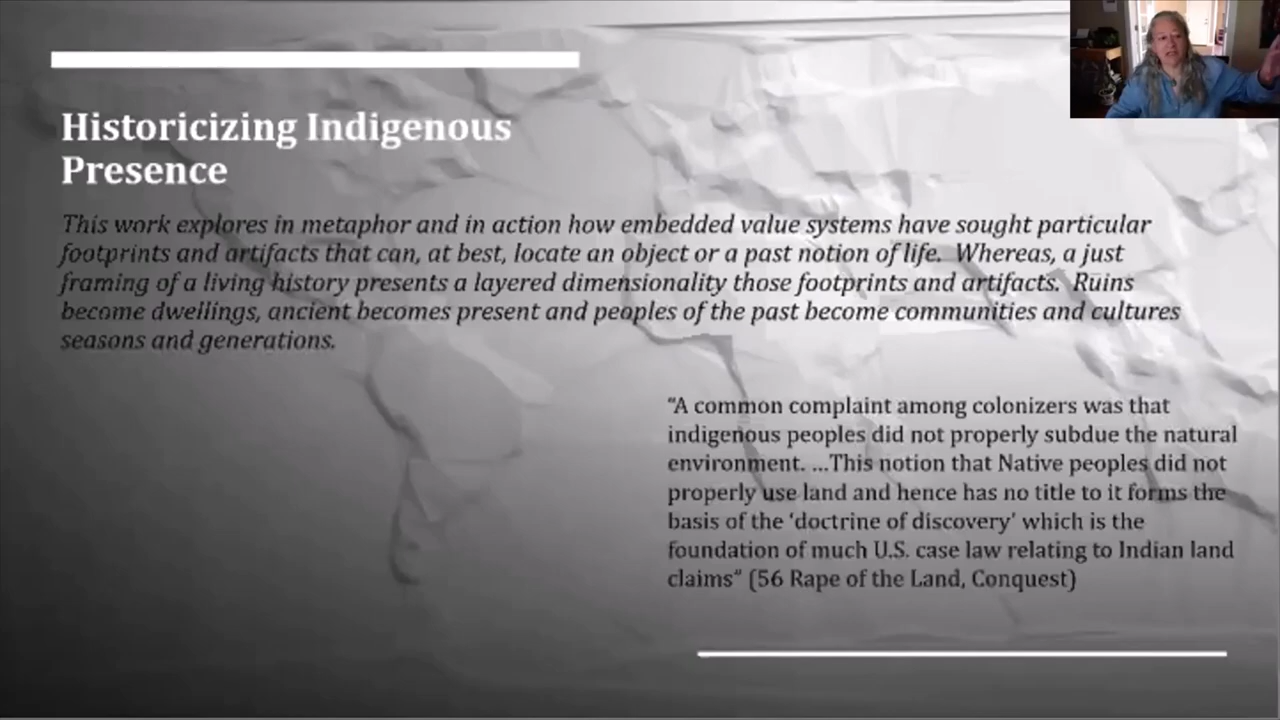 Historicizing Indigenous
Presence
This work explores in metaphor and in action how embedded value systems have sought particular
footprints and artifacts that can, at best, locate an object or a past notion of life.  Whereas, a just
framing of a living history presents a layered dimensionality those footprints and artifacts.  Ruins
become dwellings, ancient becomes present and peoples of the past become communities and cultures
seasons and generations.
“A common complaint among colonizers was that
indigenous peoples did not properly subdue the natural
environment. ...This notion that Native peoples did not
properly use land and hence has no title to it forms the
basis of the ‘doctrine of discovery’ which is the
foundation of much U.S. case law relating to Indian land
claims” (56 Rape of the Land, Conquest)